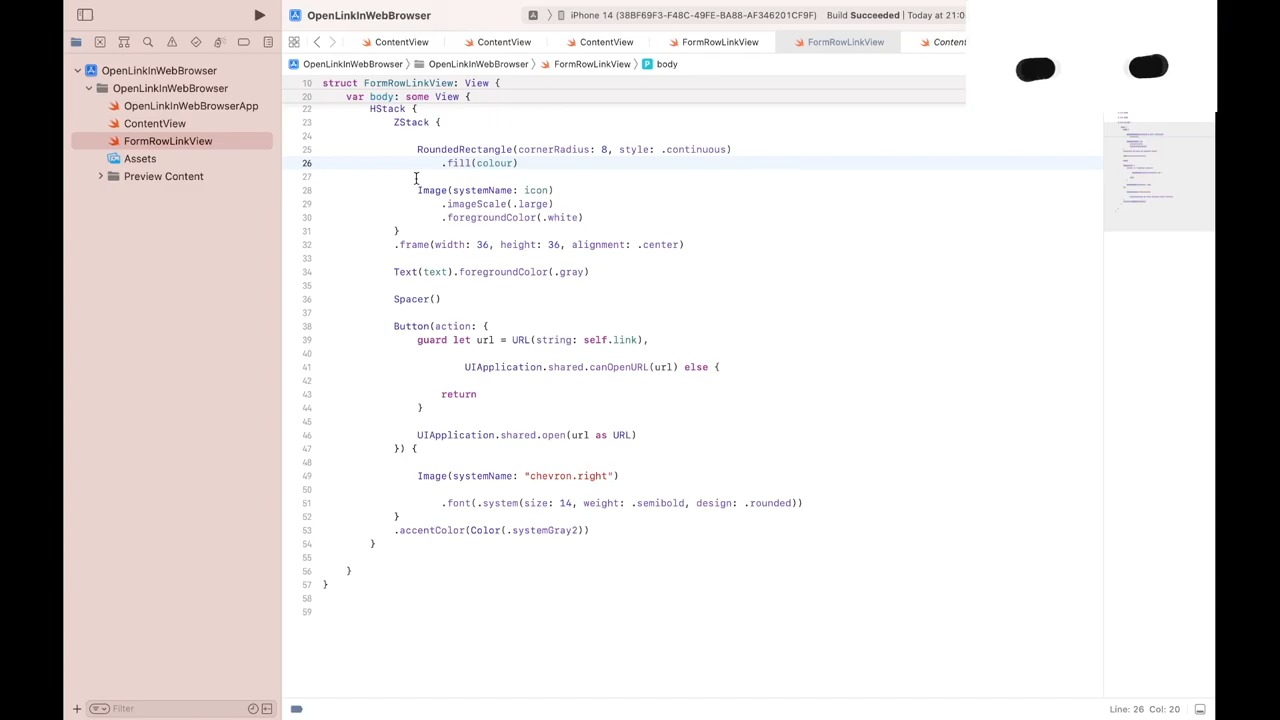 OpenLinkInWebBrowser
iPhone 14 (38BF69F3-F48C-49FE-BA88-AF346201CF9F) Build Succeeded | Today at 21:0
ContentView ContentView ContentView FormRowLinkView FormRowLinkView Conten
OpenLinkInWebBrowser OpenLinkInWebBrowser FormRowLinkView body
OpenLinkInWebBrowser
OpenLinkInWebBrowser
OpenLinkInWebBrowserApp
ContentView
FormRowLinkView
Assets
Preview Content
10 struct FormRowLinkView: View {
20 var body: some View {
22 HStack {
23 ZStack {
24
25 RoundedRectangle(cornerRadius: 8, style: .continuous)
26 .fill(colour)
27
28 Image(systemName: icon)
29 .imageScale(.large)
30 .foregroundColor(.white)
31 }
32 .frame(width: 36, height: 36, alignment: .center)
33
34 Text(text).foregroundColor(.gray)
35
36 Spacer()
37
38 Button(action: {
39 guard let url = URL(string: self.link),
40
41 UIApplication.shared.canOpenURL(url) else {
42
43 return
44 }
45
46 UIApplication.shared.open(url as URL)
47 }) {
48
49 Image(systemName: "chevron.right")
50
51 .font(.system(size: 14, weight: .semibold, design: .rounded))
52 }
53 .accentColor(Color(.systemGray2))
54 }
55
56 }
57 }
58
59
Filter
Line: 26 Col: 20